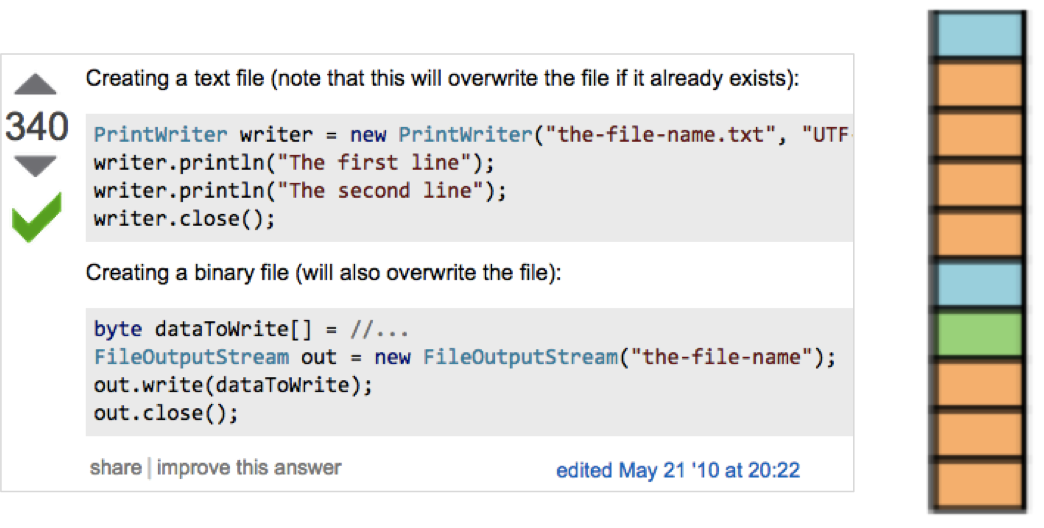 Creating a text file (note that this will overwrite the file if it already exists):
340
PrintWriter writer = new PrintWriter("the-file-name.txt", "UTF-
writer.println("The first line");
writer.println("The second line");
writer.close();
Creating a binary file (will also overwrite the file):
byte dataToWrite[] = //...
FileOutputStream out = new FileOutputStream("the-file-name");
out.write(dataToWrite);
out.close();
share | improve this answer
edited May 21 '10 at 20:22